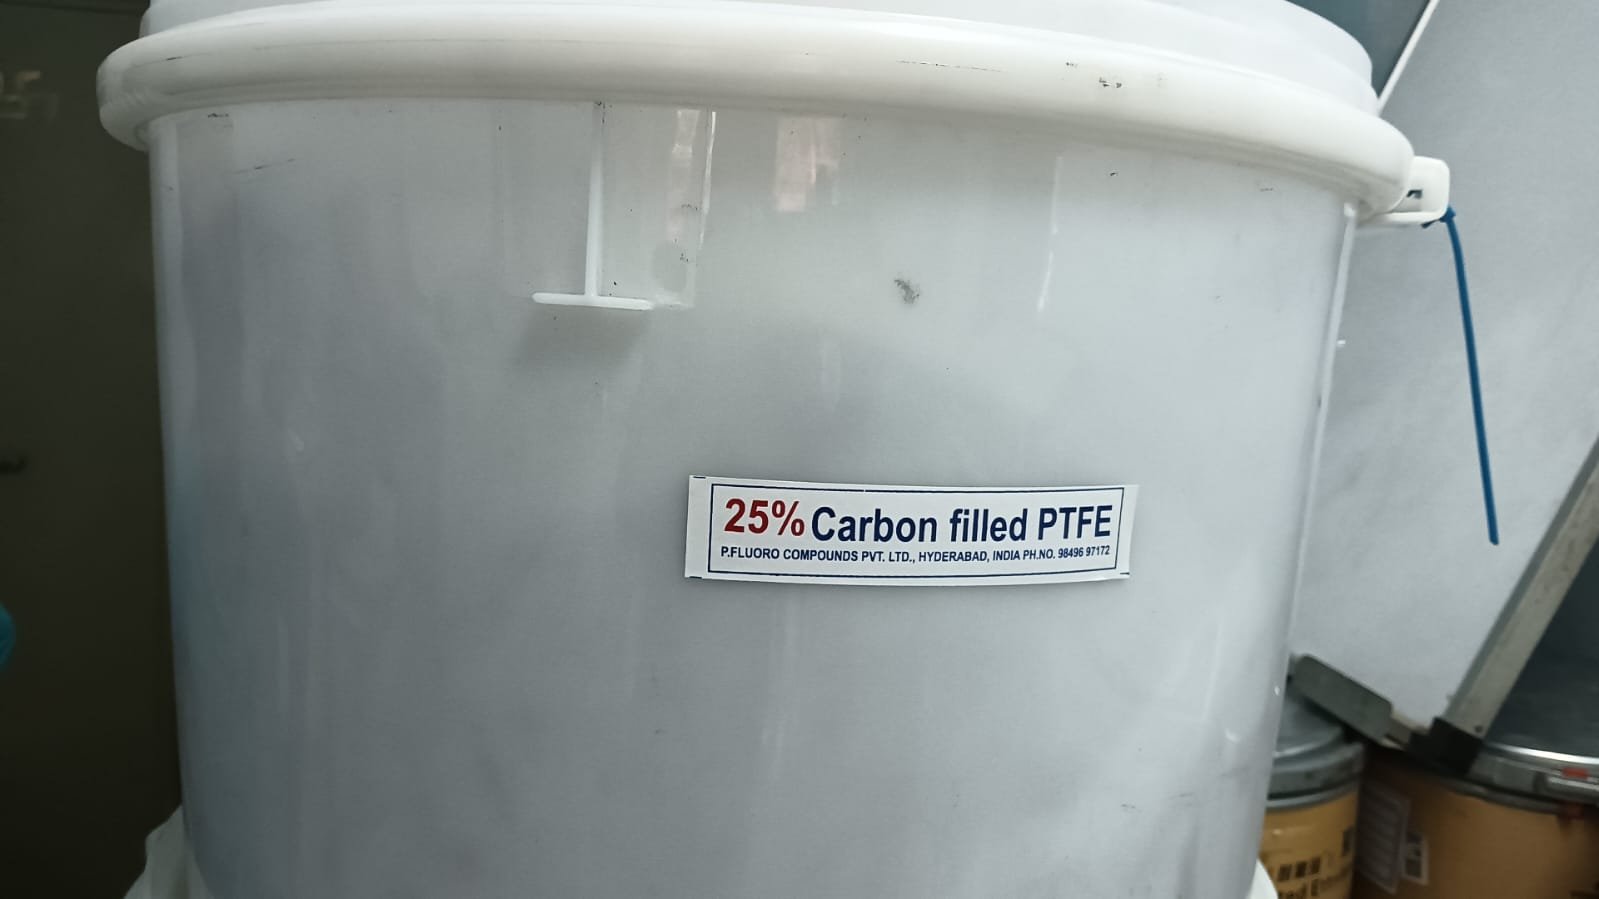 25% Carbon filled PTFE
P.FLUORO COMPOUNDS PVT. LTD., HYDERABAD, INDIA PH.NO. 98496 97172